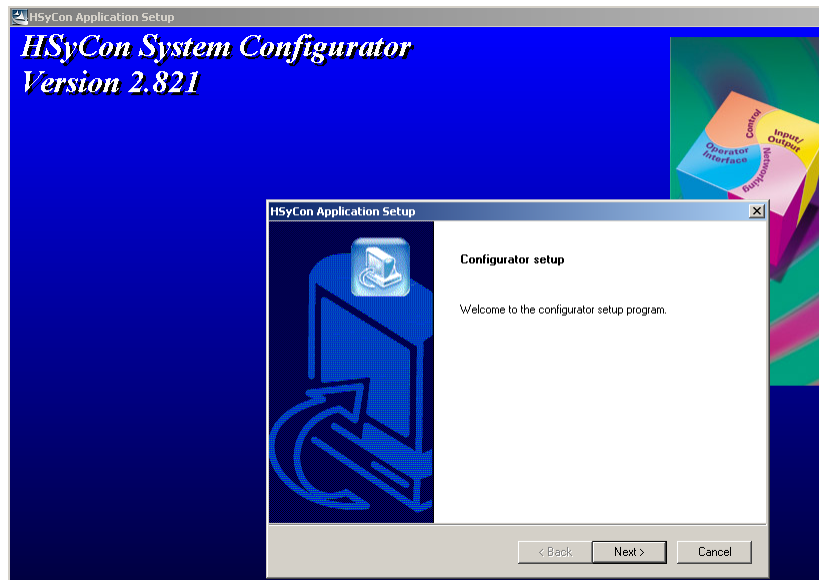 HSyCon Application Setup
HSyCon System Configurator
Version 2.821
Control
Input/
Output
Operator
Interface
Networking
HSyCon Application Setup
Configurator setup
Welcome to the configurator setup program.
< Back
Next >
Cancel